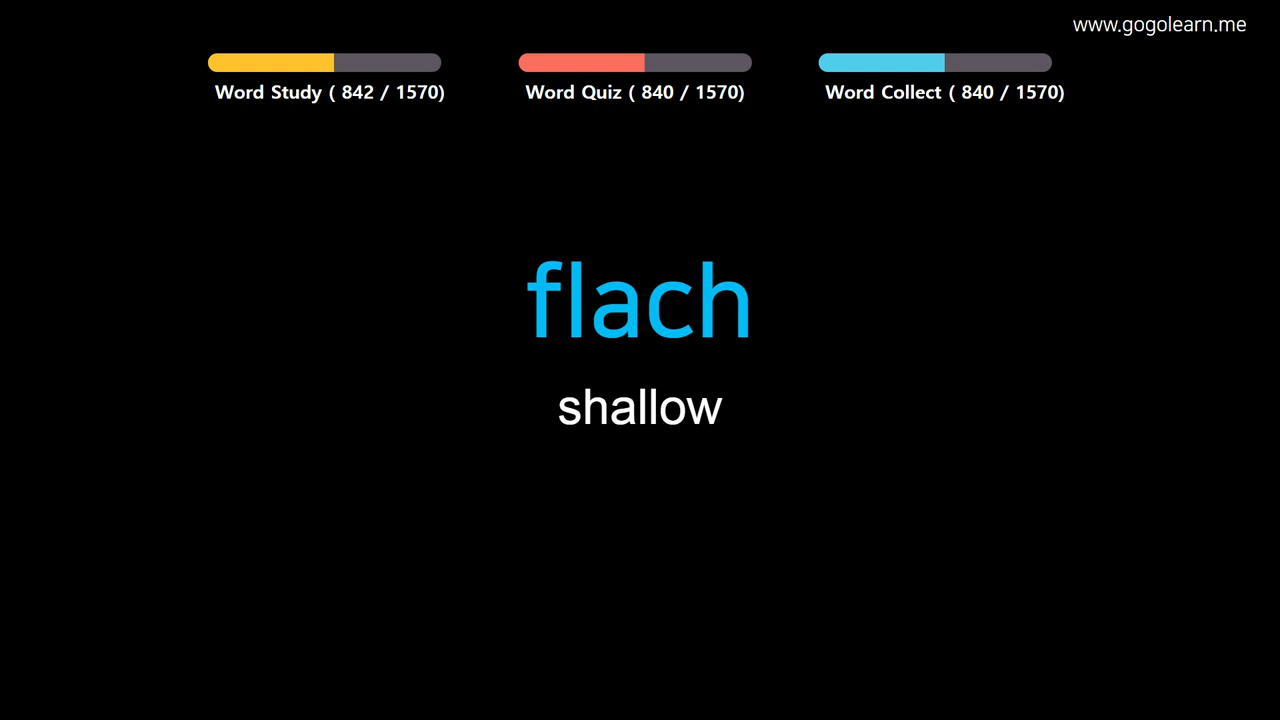 www.gogolearn.me
Word Study ( 842 / 1570)
Word Quiz ( 840 / 1570)
Word Collect ( 840 / 1570)
flach
shallow